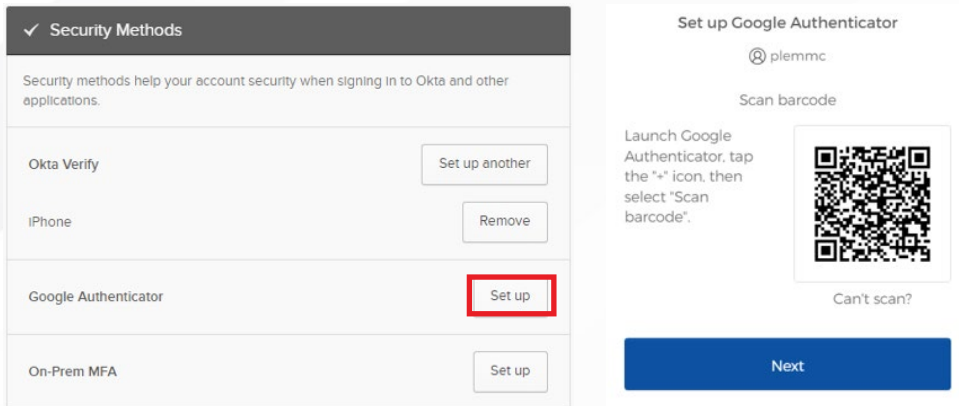 Security Methods
Security methods help your account security when signing in to Okta and other
applications.
Okta Verify
Set up another
iPhone
Remove
Google Authenticator
Set up
On-Prem MFA
Set up
Set up Google Authenticator
plemmc
Scan barcode
Launch Google
Authenticator, tap
the "+" icon, then
select "Scan
barcode".
Can't scan?
Next